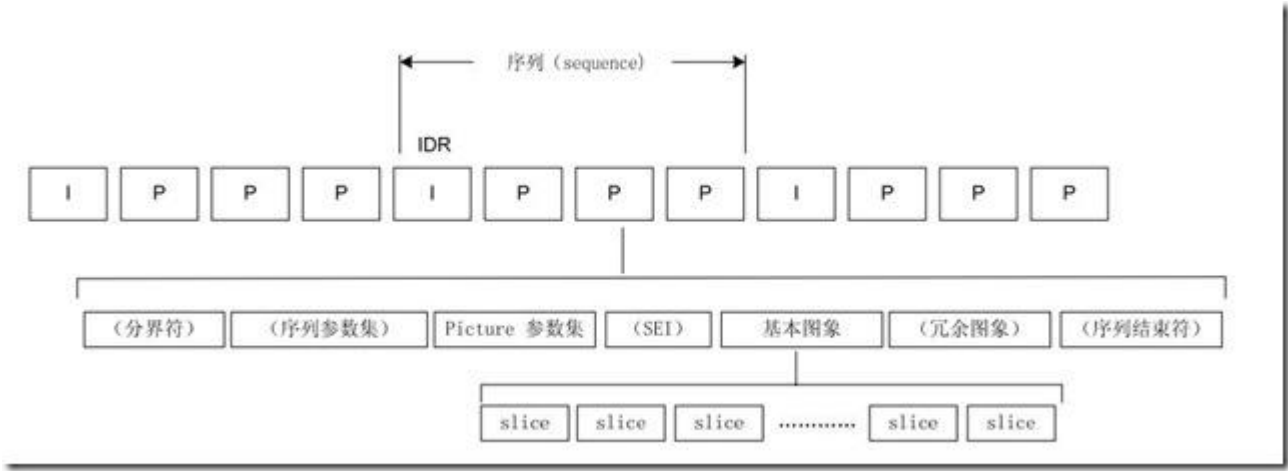 序列（sequence）
IDR
I P P P I P P P I P P P
（分界符） （序列参数集） Picture 参数集 （SEI） 基本图象 （冗余图象） （序列结束符）
slice slice slice ………… slice slice